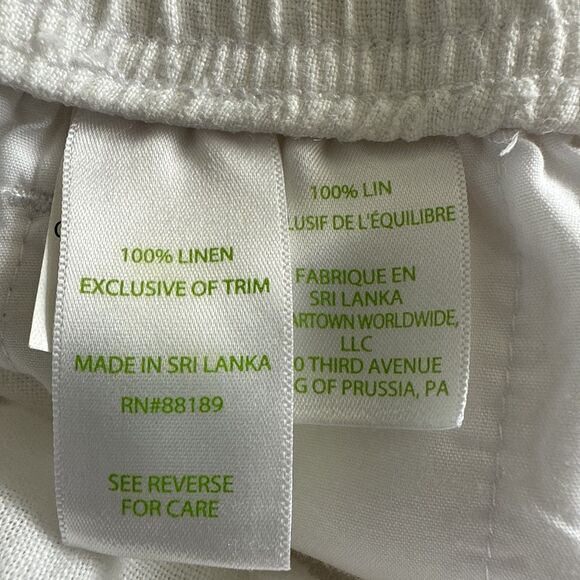 100% LINEN
EXCLUSIVE OF TRIM
MADE IN SRI LANKA
RN#88189
SEE REVERSE
FOR CARE
100% LIN
LUSIF DE L'ÉQUILIBRE
FABRIQUE EN
SRI LANKA
ARTOWN WORLDWIDE,
LLC
0 THIRD AVENUE
G OF PRUSSIA, PA